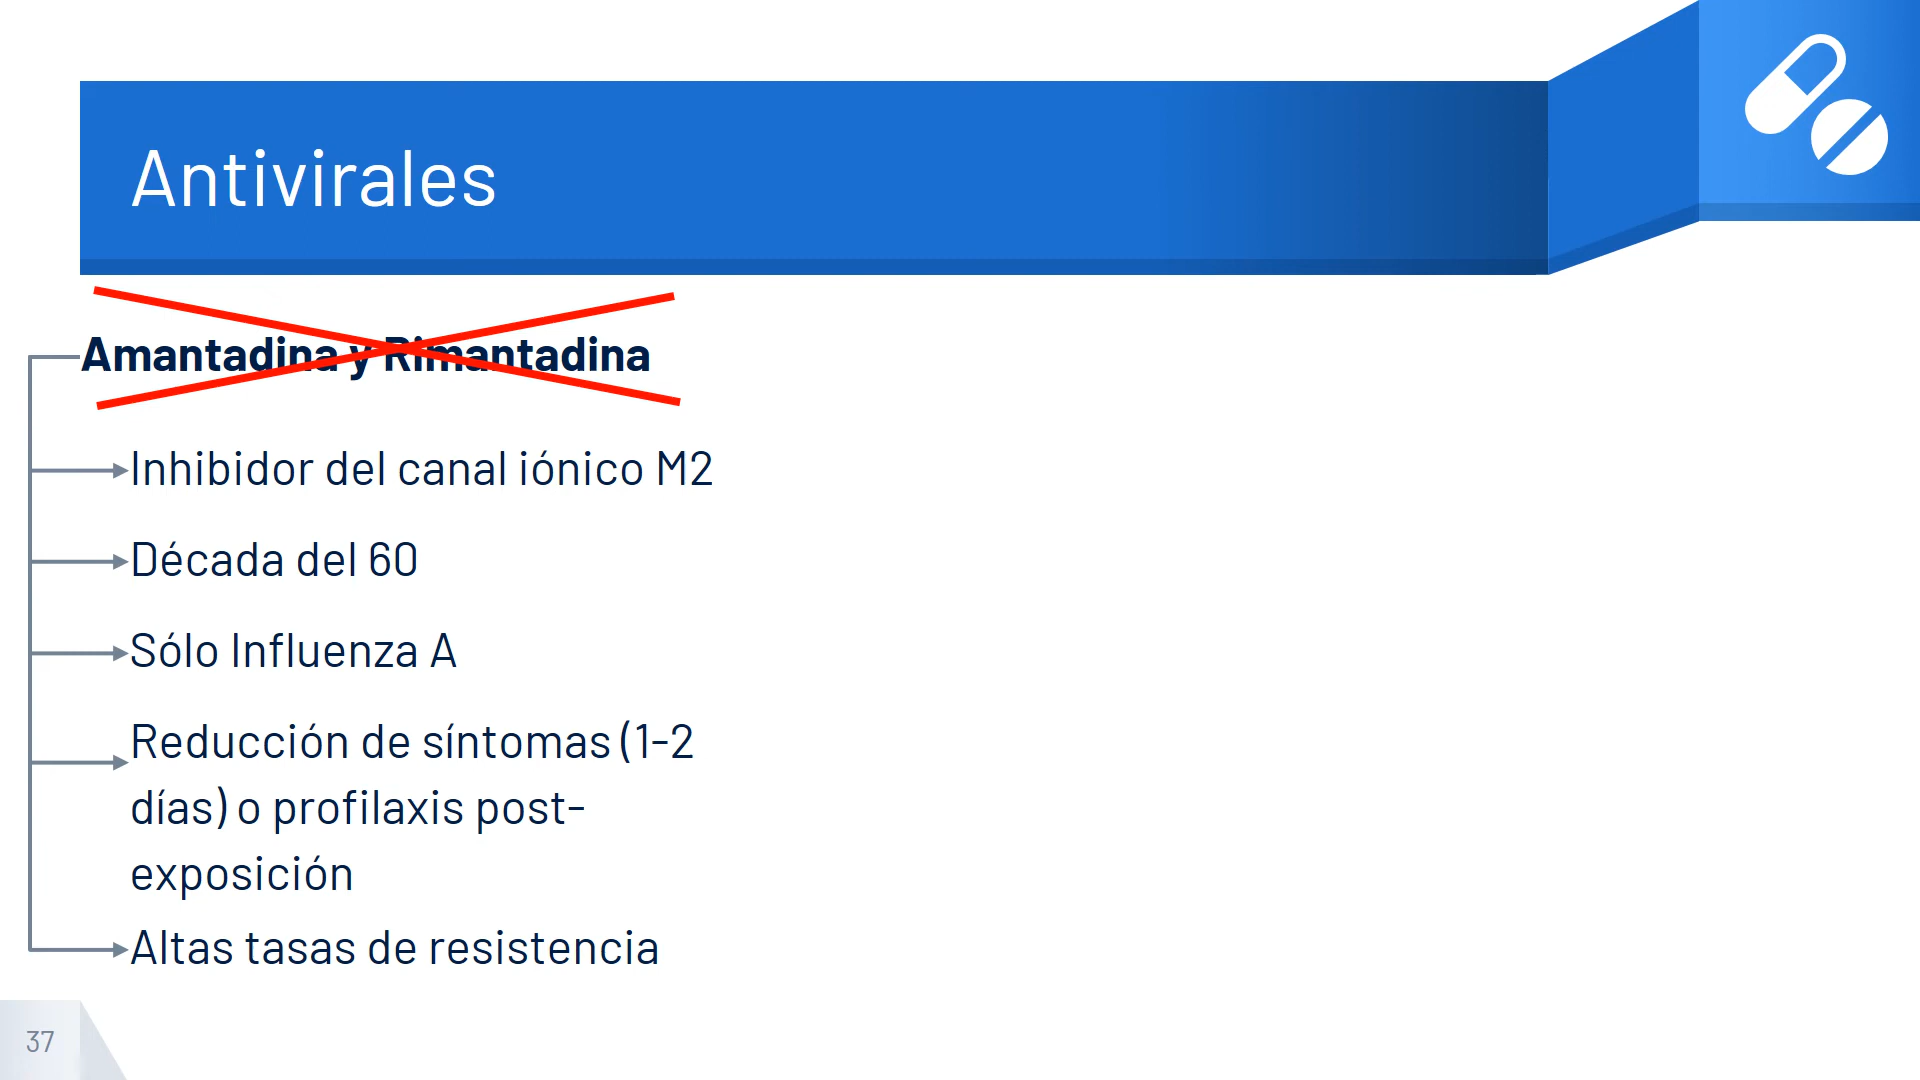 Antivirales
Amantadina y Rimantadina
Inhibidor del canal iónico M2
Década del 60
Sólo Influenza A
Reducción de síntomas (1-2
días) o profilaxis post-
exposición
Altas tasas de resistencia
37